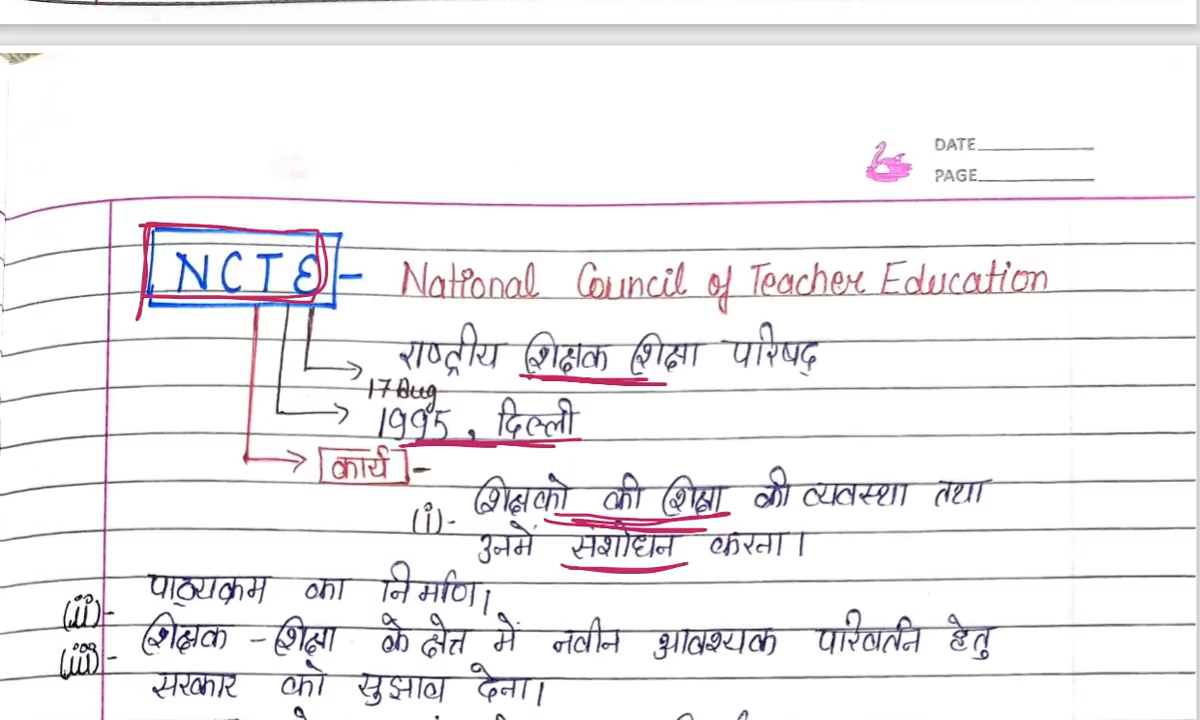 DATE
PAGE
NCTE - National Council of Teacher Education
राष्ट्रीय शिक्षक शिक्षा परिषद्
17 Aug
1995, दिल्ली
कार्य -
(i)- शिक्षको की शिक्षा की व्यवस्था तथा
उनमें संशोधन करना।
(ii)- पाठ्यक्रम का निर्माण।
(iii)- शिक्षक - शिक्षा के क्षेत्र में नवीन आवश्यक परिवर्तन हेतु
सरकार को सुझाव देना।